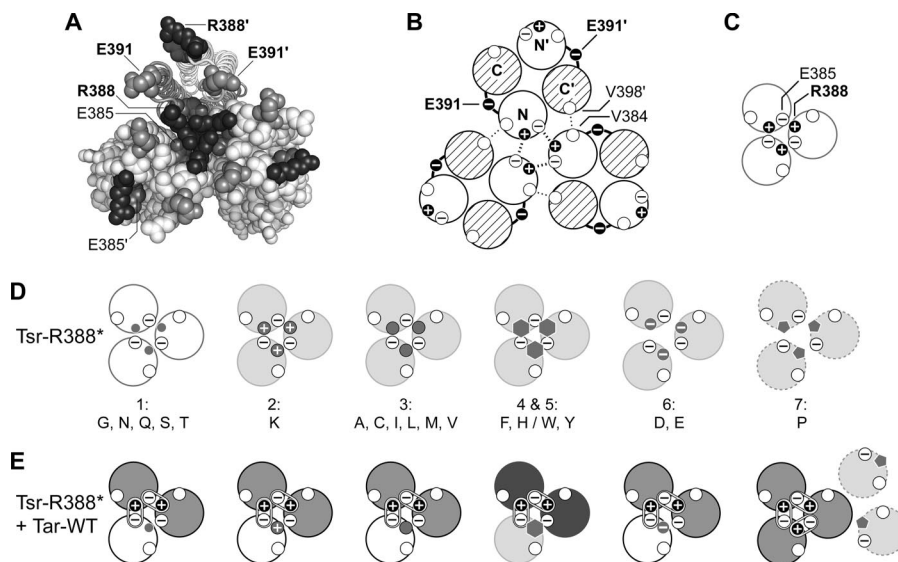 A
R388'
E391
E391'
R388
E385
E385'
B
N'
E391'
C
C'
E391
N
V398'
V384
C
E385
R388
D
Tsr-R388*
1:
G, N, Q, S, T
2:
K
3:
A, C, I, L, M, V
4 & 5:
F, H / W, Y
6:
D, E
7:
P
E
Tsr-R388*
+ Tar-WT